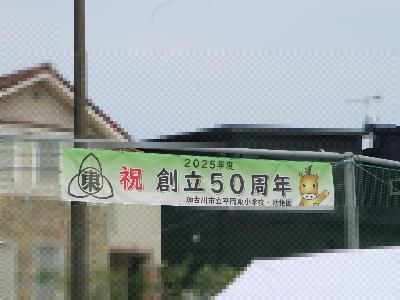 2025年度
東
祝 創立50周年
加古川市立平岡東小学校・幼稚園